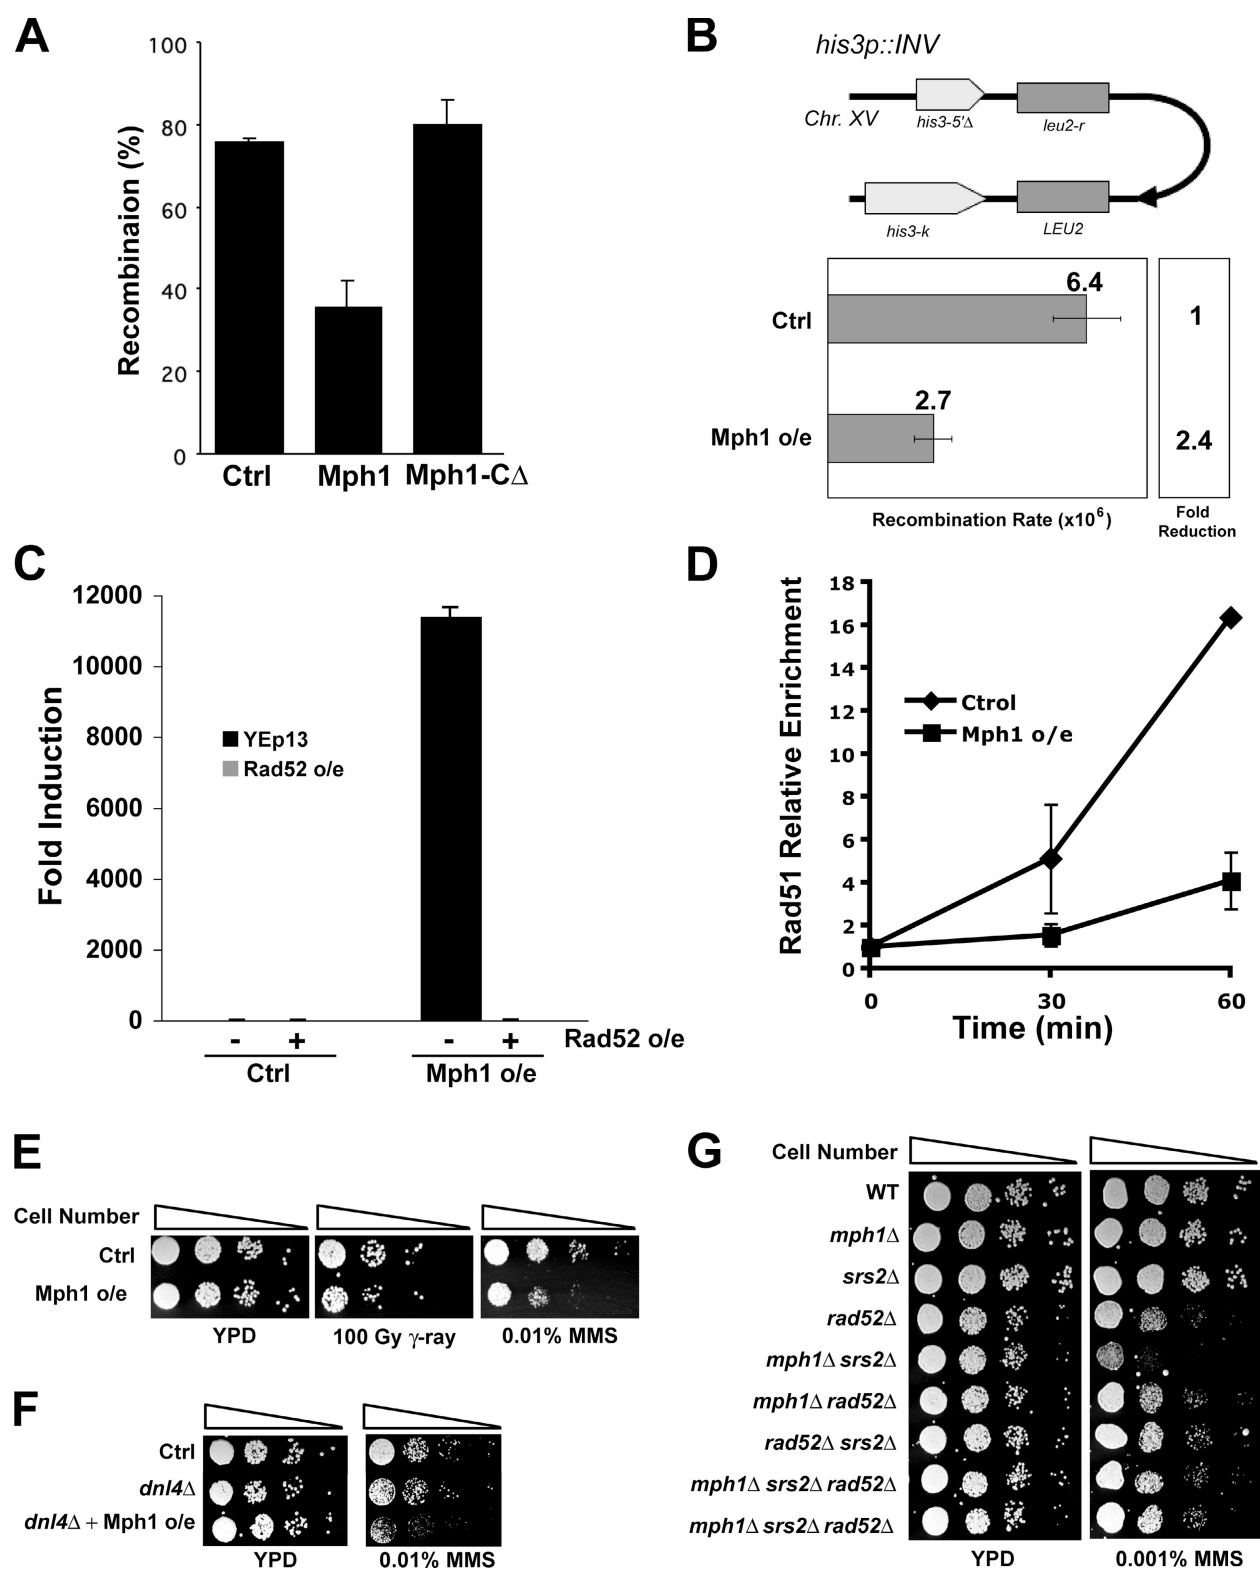 A
100
80
60
40
20
0
Recombinaion (%)
Ctrl
Mph1
Mph1-CΔ
B
his3p::INV
Chr. XV
his3-5'Δ
leu2-r
his3-k
LEU2
Ctrl
6.4
1
Mph1 o/e
2.7
2.4
Recombination Rate (x10⁶)
Fold
Reduction
C
12000
10000
8000
6000
4000
2000
0
Fold Induction
YEp13
Rad52 o/e
- + - + Rad52 o/e
Ctrl
Mph1 o/e
D
18
16
14
12
10
8
6
4
2
0
Rad51 Relative Enrichment
Ctrol
Mph1 o/e
0 30 60
Time (min)
E
Cell Number
Ctrl
Mph1 o/e
YPD
100 Gy γ-ray
0.01% MMS
F
Ctrl
dnl4Δ
dnl4Δ + Mph1 o/e
YPD
0.01% MMS
G
Cell Number
WT
mph1Δ
srs2Δ
rad52Δ
mph1Δ srs2Δ
mph1Δ rad52Δ
rad52Δ srs2Δ
mph1Δ srs2Δ rad52Δ
mph1Δ srs2Δ rad52Δ
YPD
0.001% MMS